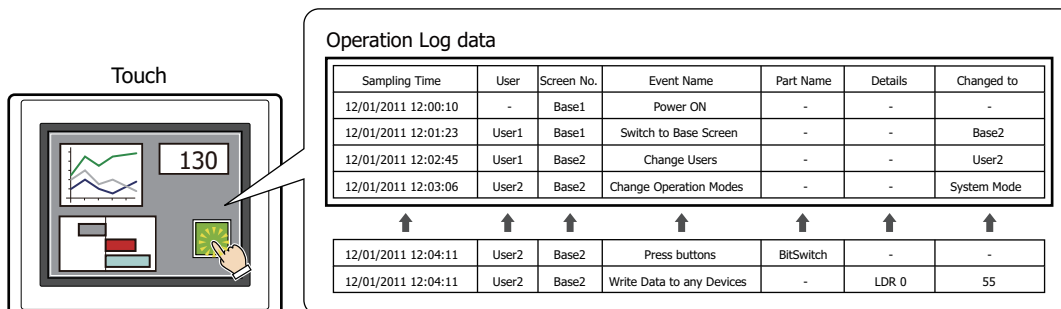 Operation Log data
Touch
130
Sampling Time User Screen No. Event Name Part Name Details Changed to
12/01/2011 12:00:10 - Base1 Power ON - - -
12/01/2011 12:01:23 User1 Base1 Switch to Base Screen - - Base2
12/01/2011 12:02:45 User1 Base2 Change Users - - User2
12/01/2011 12:03:06 User2 Base2 Change Operation Modes - - System Mode
12/01/2011 12:04:11 User2 Base2 Press buttons BitSwitch - -
12/01/2011 12:04:11 User2 Base2 Write Data to any Devices - LDR 0 55